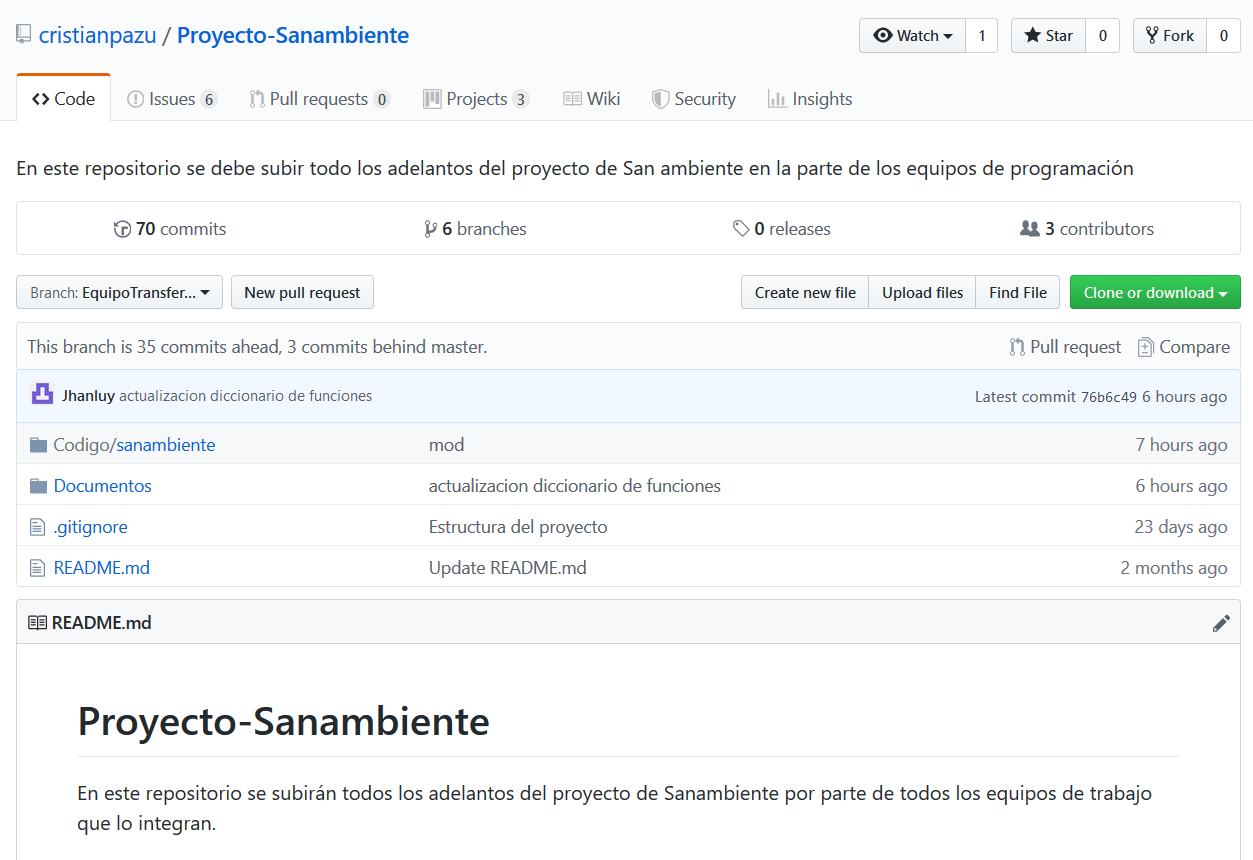 cristianpazu / Proyecto-Sanambiente Watch 1 Star 0 Fork 0
Code Issues 6 Pull requests 0 Projects 3 Wiki Security Insights
En este repositorio se debe subir todo los adelantos del proyecto de San ambiente en la parte de los equipos de programación
70 commits 6 branches 0 releases 3 contributors
Branch: EquipoTransfer... New pull request Create new file Upload files Find File Clone or download
This branch is 35 commits ahead, 3 commits behind master. Pull request Compare
Jhanluy actualizacion diccionario de funciones Latest commit 76b6c49 6 hours ago
Codigo/sanambiente mod 7 hours ago
Documentos actualizacion diccionario de funciones 6 hours ago
.gitignore Estructura del proyecto 23 days ago
README.md Update README.md 2 months ago
README.md
Proyecto-Sanambiente
En este repositorio se subirán todos los adelantos del proyecto de Sanambiente por parte de todos los equipos de trabajo
que lo integran.